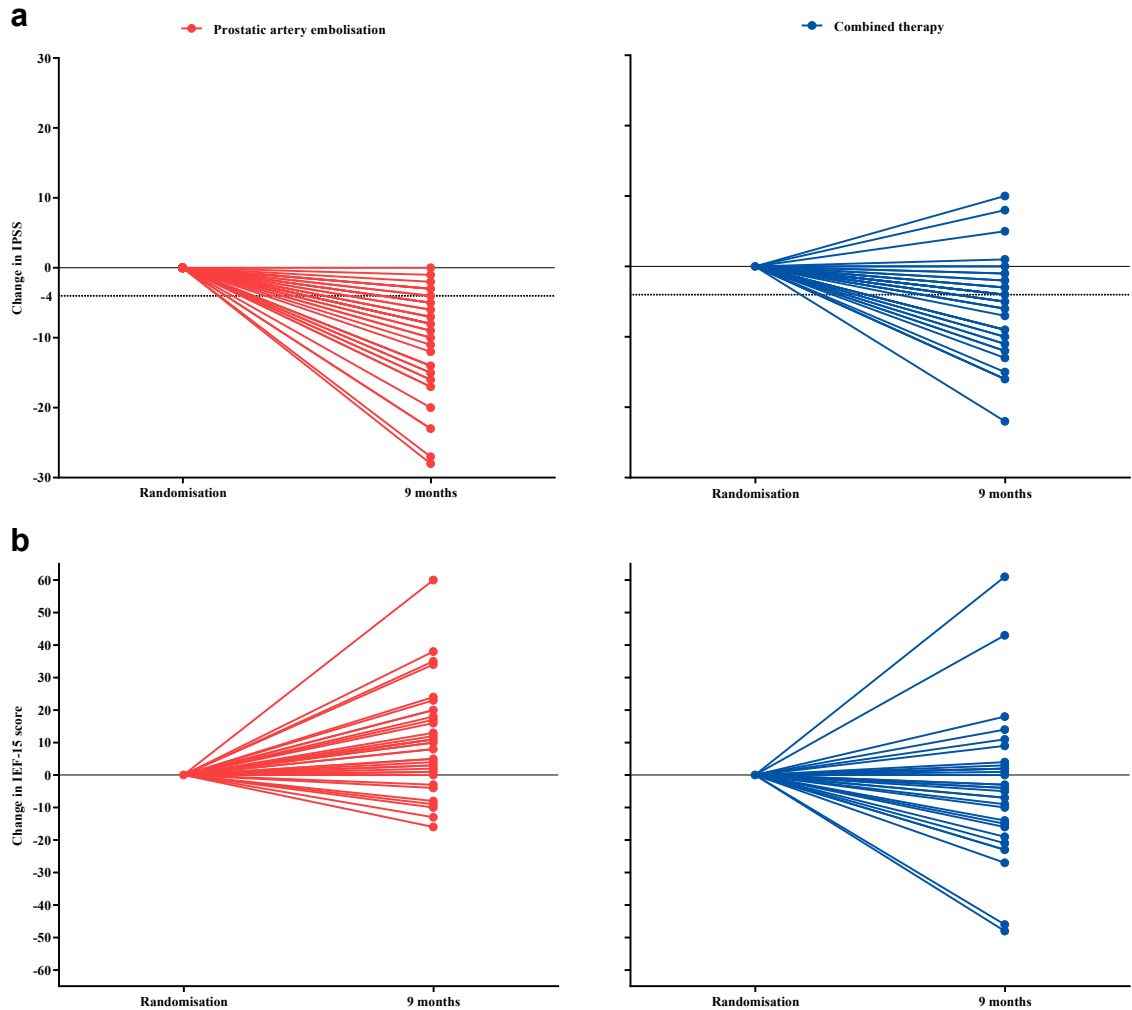 a
Prostatic artery embolisation
Combined therapy
Change in IPSS
30
20
10
0
-4
-10
-20
-30
Randomisation
9 months
Randomisation
9 months
b
Change in IEF-15 score
60
50
40
30
20
10
0
-10
-20
-30
-40
-50
-60
Randomisation
9 months
Randomisation
9 months